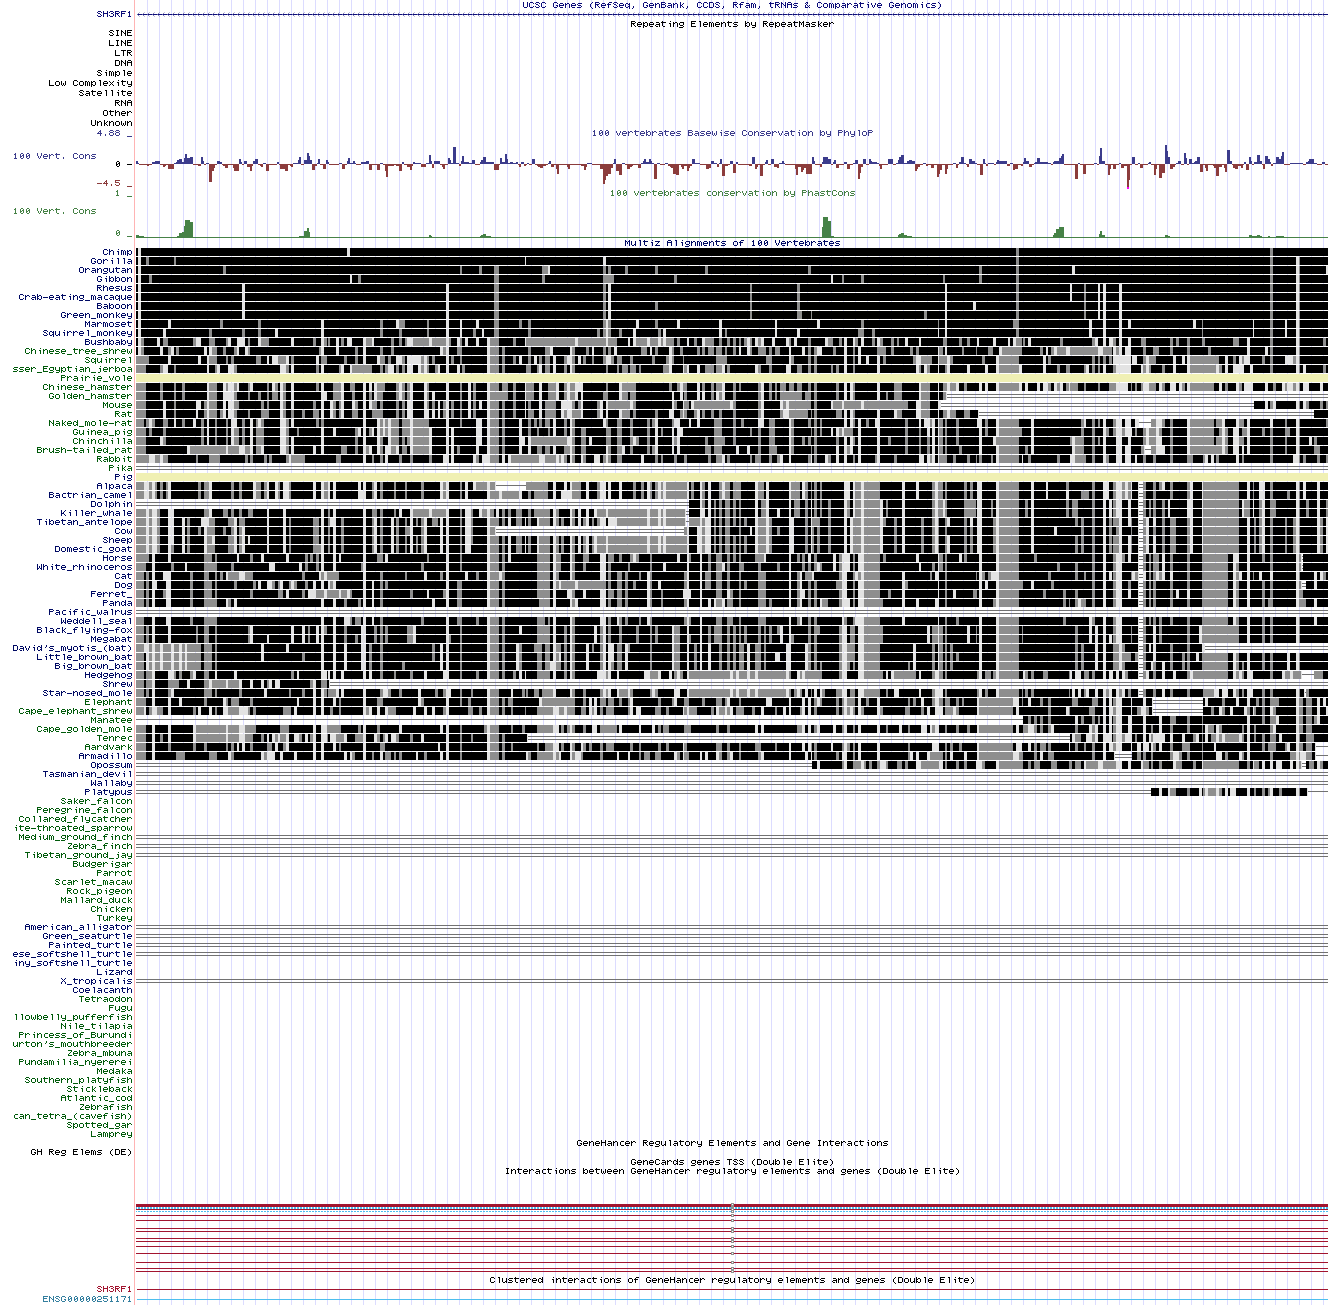 UCSC Genes (RefSeq, GenBank, CCDS, Rfam, tRNAs & Comparative Genomics)
SH3RF1
Repeating Elements by RepeatMasker
SINE
LINE
LTR
DNA
Simple
Low Complexity
Satellite
RNA
Other
Unknown
4.88 _
100 vertebrates Basewise Conservation by PhyloP
100 Vert. Cons
0 _
-4.5 _
1 _
100 vertebrates conservation by PhastCons
100 Vert. Cons
0 _
Multiz Alignments of 100 Vertebrates
Chimp
Gorilla
Orangutan
Gibbon
Rhesus
Crab-eating_macaque
Baboon
Green_monkey
Marmoset
Squirrel_monkey
Bushbaby
Chinese_tree_shrew
Squirrel
sser_Egyptian_jerboa
Prairie_vole
Chinese_hamster
Golden_hamster
Mouse
Rat
Naked_mole-rat
Guinea_pig
Chinchilla
Brush-tailed_rat
Rabbit
Pika
Pig
Alpaca
Bactrian_camel
Dolphin
Killer_whale
Tibetan_antelope
Cow
Sheep
Domestic_goat
Horse
White_rhinoceros
Cat
Dog
Ferret_
Panda
Pacific_walrus
Weddell_seal
Black_flying-fox
Megabat
David's_myotis_(bat)
Little_brown_bat
Big_brown_bat
Hedgehog
Shrew
Star-nosed_mole
Elephant
Cape_elephant_shrew
Manatee
Cape_golden_mole
Tenrec
Aardvark
Armadillo
Opossum
Tasmanian_devil
Wallaby
Platypus
Saker_falcon
Peregrine_falcon
Collared_flycatcher
ite-throated_sparrow
Medium_ground_finch
Zebra_finch
Tibetan_ground_jay
Budgerigar
Parrot
Scarlet_macaw
Rock_pigeon
Mallard_duck
Chicken
Turkey
American_alligator
Green_seaturtle
Painted_turtle
ese_softshell_turtle
iny_softshell_turtle
Lizard
X_tropicalis
Coelacanth
Tetraodon
Fugu
llowbelly_pufferfish
Nile_tilapia
Princess_of_Burundi
urton's_mouthbreeder
Zebra_mbuna
Pundamilia_nyererei
Medaka
Southern_platyfish
Stickleback
Atlantic_cod
Zebrafish
can_tetra_(cavefish)
Spotted_gar
Lamprey
GeneHancer Regulatory Elements and Gene Interactions
GH Reg Elems (DE)
GeneCards genes TSS (Double Elite)
Interactions between GeneHancer regulatory elements and genes (Double Elite)
Clustered interactions of GeneHancer regulatory elements and genes (Double Elite)
SH3RF1
ENSG00000251171